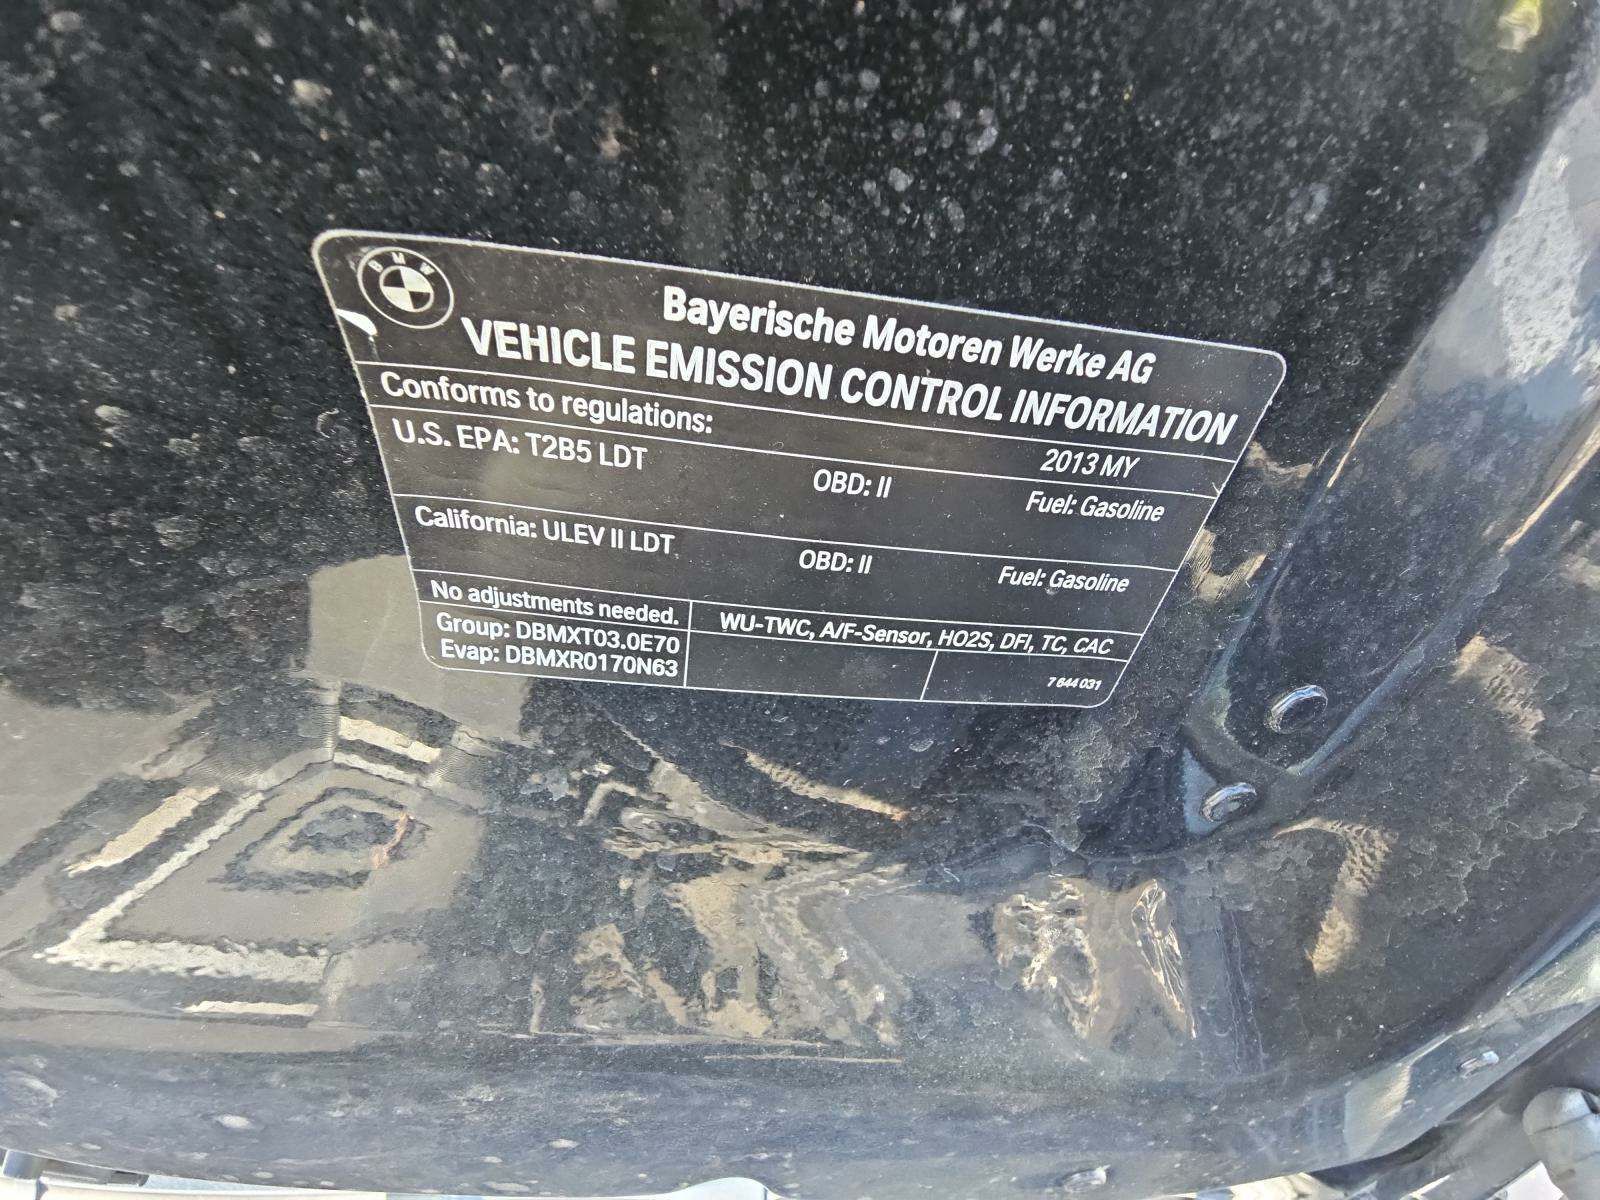 BMW
Bayerische Motoren Werke AG
VEHICLE EMISSION CONTROL INFORMATION
Conforms to regulations: 2013 MY
U.S. EPA: T2B5 LDT OBD: II Fuel: Gasoline
California: ULEV II LDT OBD: II Fuel: Gasoline
No adjustments needed. WU-TWC, A/F-Sensor, HO2S, DFI, TC, CAC
Group: DBMXT03.0E70
Evap: DBMXR0170N63 7 644 031